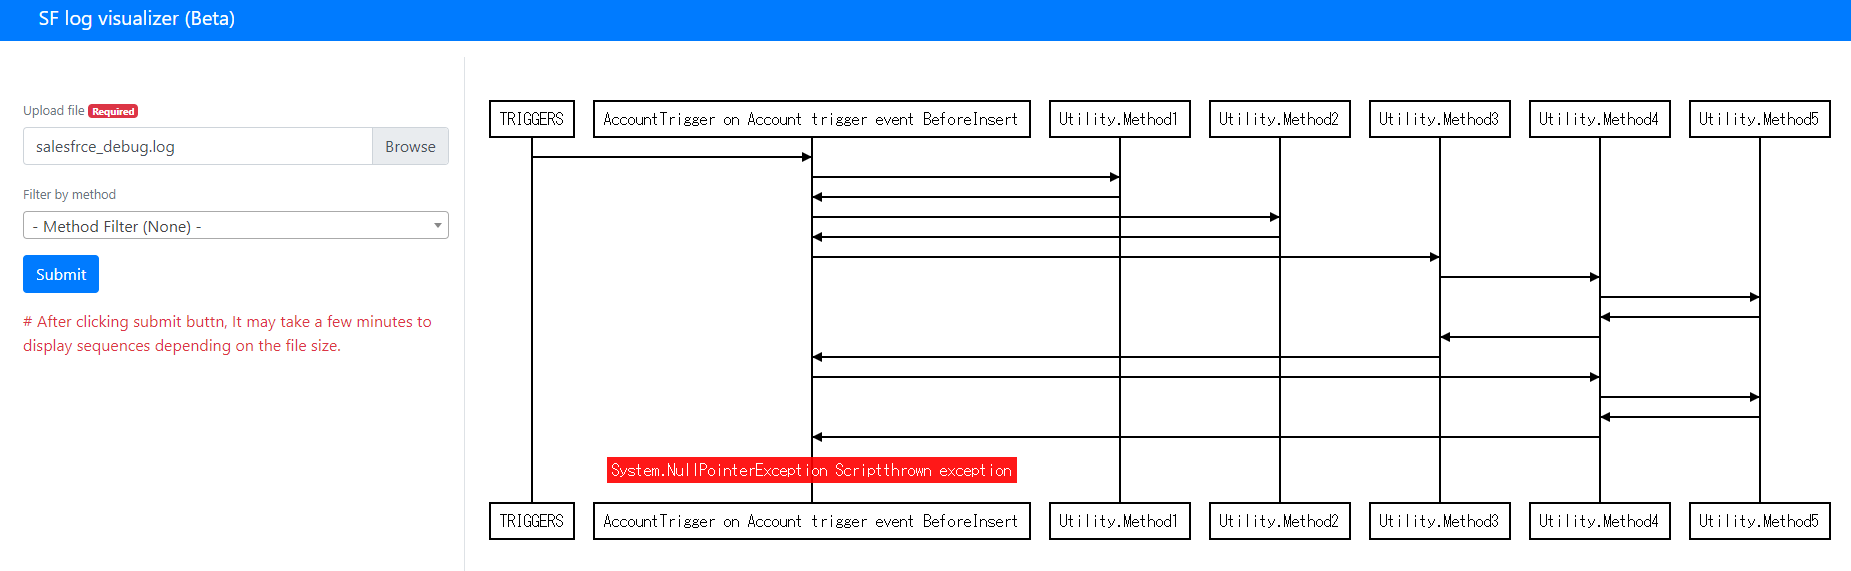 SF log visualizer (Beta)
Upload file Required
salesfrce_debug.log Browse
Filter by method
- Method Filter (None) -
Submit
# After clicking submit buttn, It may take a few minutes to
display sequences depending on the file size.
TRIGGERS AccountTrigger on Account trigger event BeforeInsert Utility.Method1 Utility.Method2 Utility.Method3 Utility.Method4 Utility.Method5
System.NullPointerException Scriptthrown exception
TRIGGERS AccountTrigger on Account trigger event BeforeInsert Utility.Method1 Utility.Method2 Utility.Method3 Utility.Method4 Utility.Method5